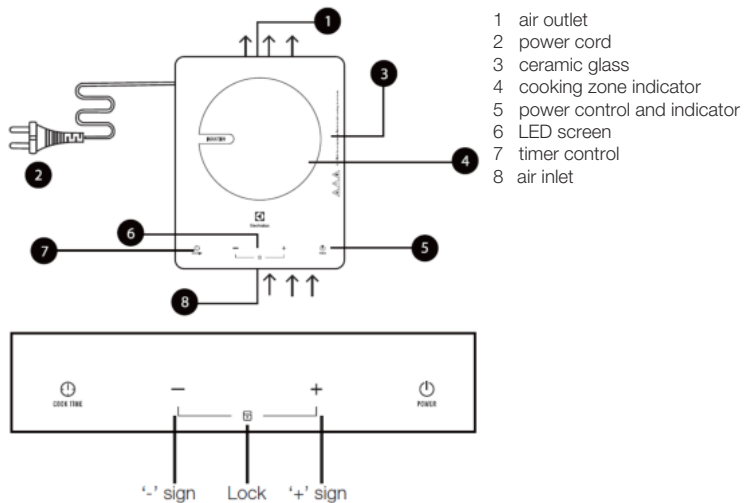 1
1 air outlet
2 power cord
3 ceramic glass
4 cooking zone indicator
5 power control and indicator
6 LED screen
7 timer control
8 air inlet
3
INDUCTION
2
4
Electrolux
6
7
− +
5
8
− +
COOK TIME
POWER
‘-’ sign Lock ‘+’ sign